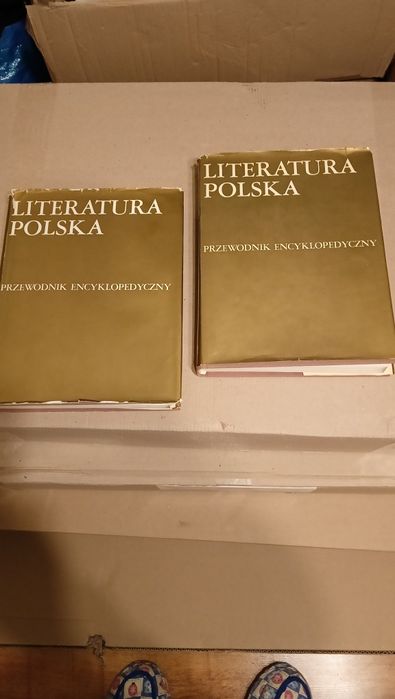 LITERATURA
POLSKA
PRZEWODNIK ENCYKLOPEDYCZNY
LITERATURA
POLSKA
PRZEWODNIK ENCYKLOPEDYCZNY